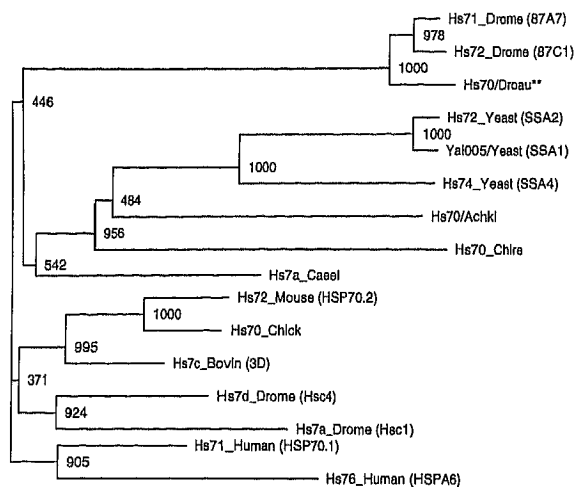 Hs71_Drome (87A7)
978
Hs72_Drome (87C1)
1000
Hs70/Droau**
446
Hs72_Yeast (SSA2)
1000
Yal005/Yeast (SSA1)
1000
Hs74_Yeast (SSA4)
484
Hs70/Achkl
956
Hs70_Chlre
542
Hs7a_Caeel
Hs72_Mouse (HSP70.2)
1000
Hs70_Chick
995
Hs7c_Bovin (3D)
371
Hs7d_Drome (Hsc4)
924
Hs7a_Drome (Hsc1)
Hs71_Human (HSP70.1)
905
Hs76_Human (HSPA6)